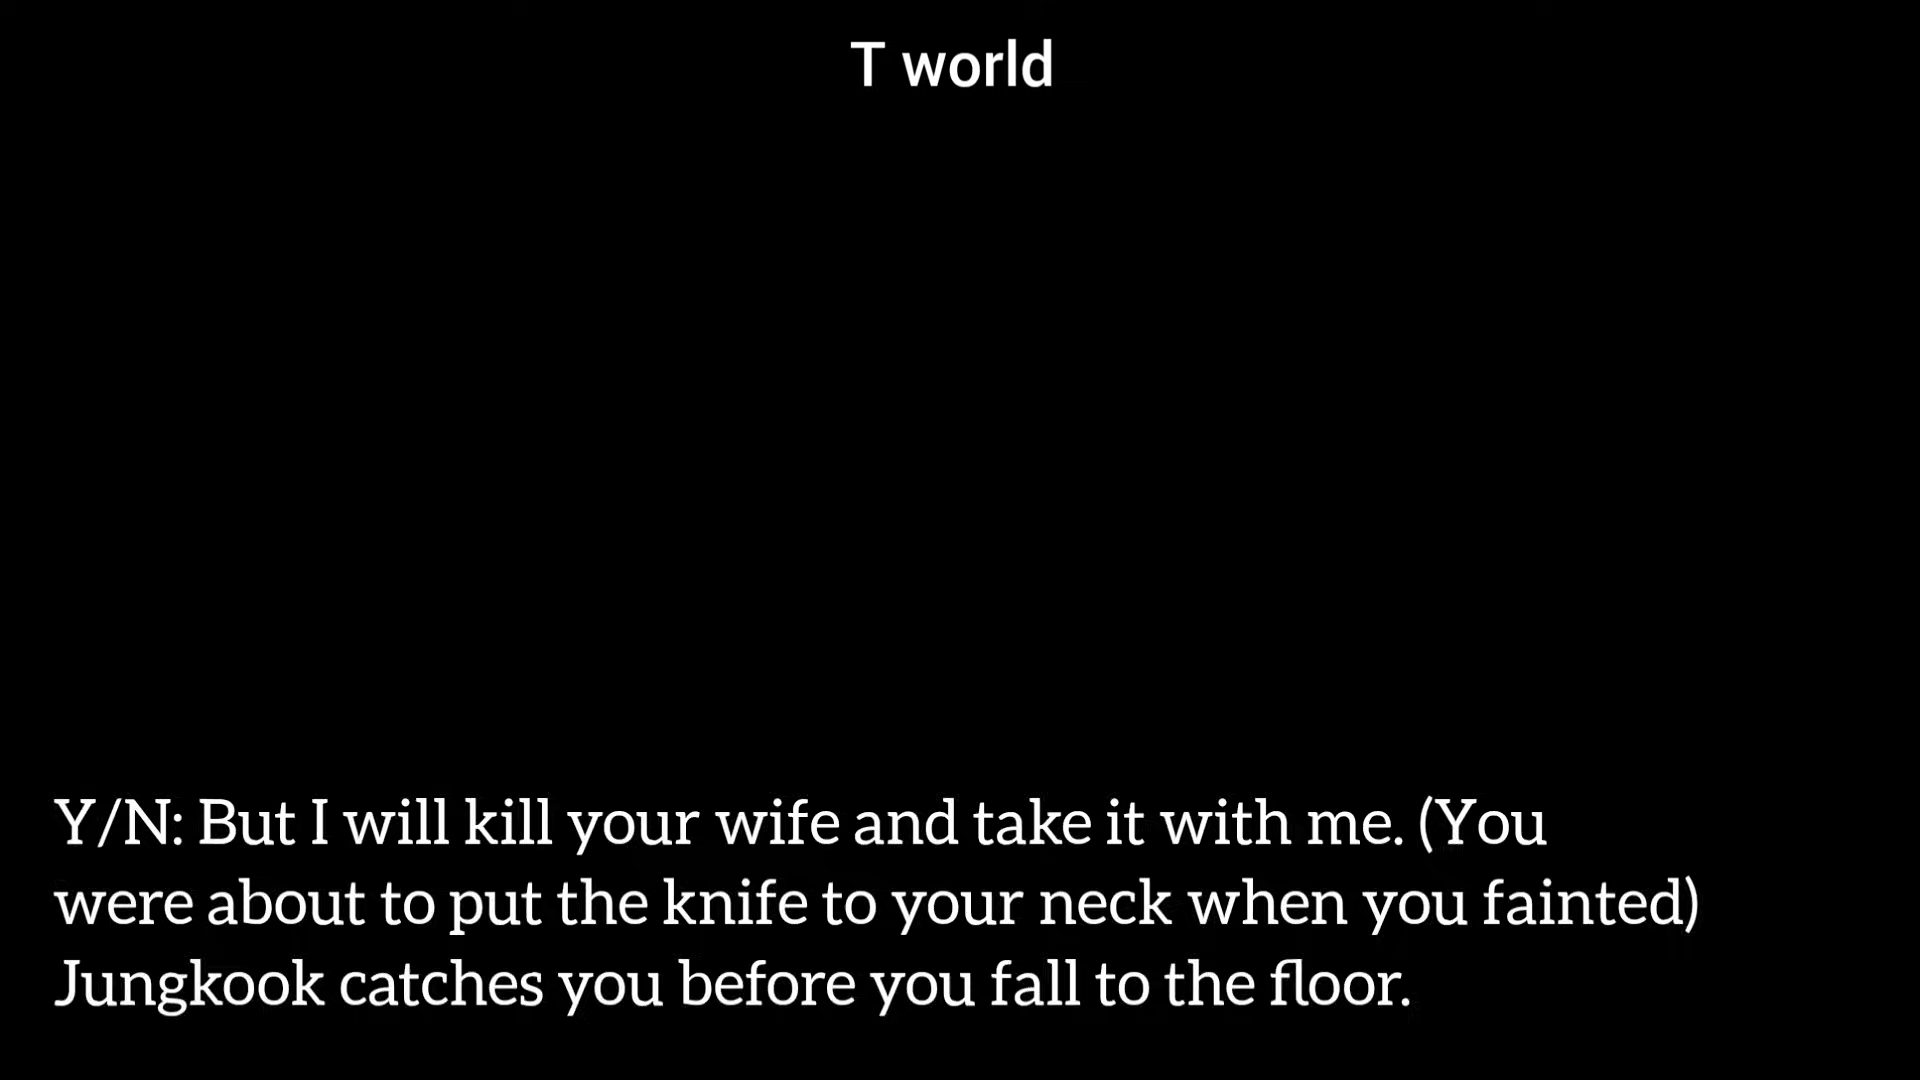 T world
Y/N: But I will kill your wife and take it with me. (You
were about to put the knife to your neck when you fainted)
Jungkook catches you before you fall to the floor.